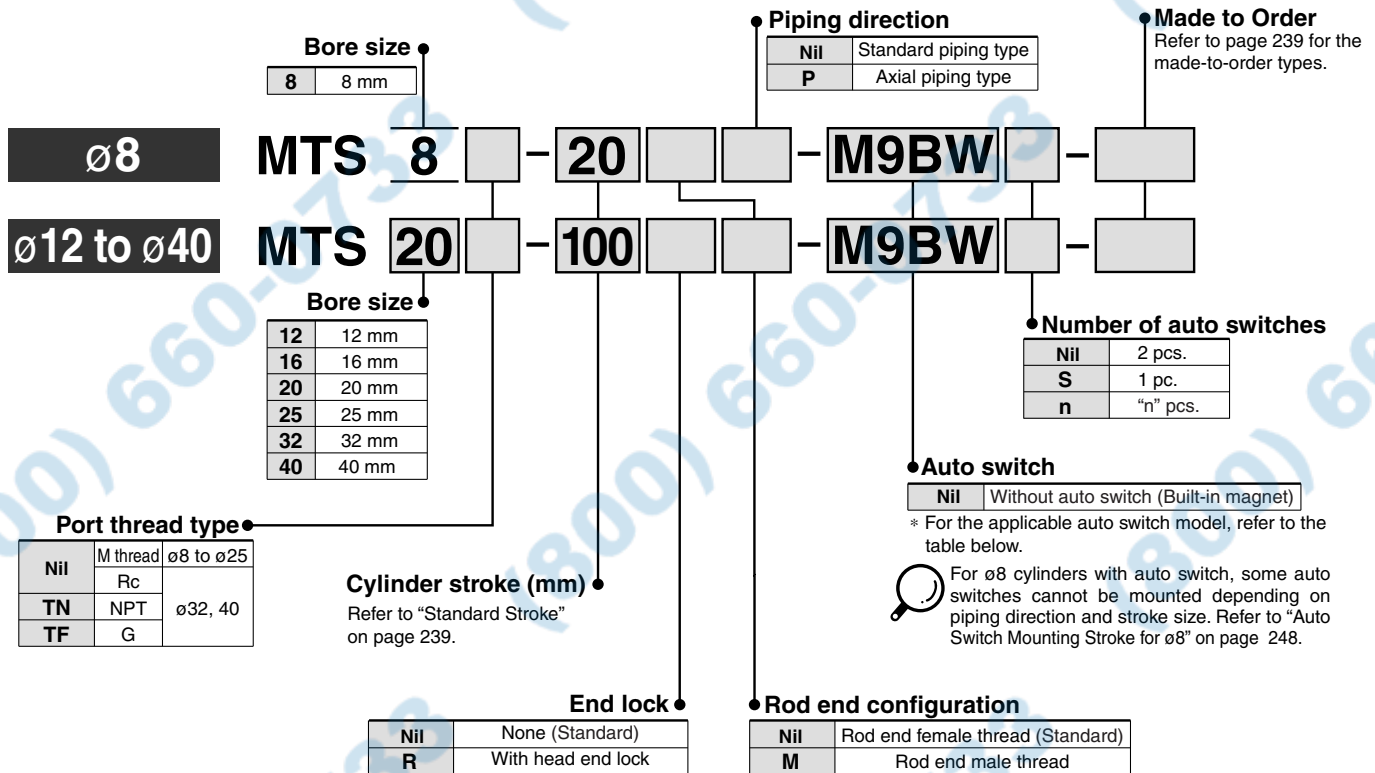 Piping direction
Nil Standard piping type
P Axial piping type
Made to Order
Refer to page 239 for the
made-to-order types.
Bore size
8 8 mm
ø8 MTS 8 - 20 - M9BW -
ø12 to ø40 MTS 20 - 100 - M9BW -
Bore size
12 12 mm
16 16 mm
20 20 mm
25 25 mm
32 32 mm
40 40 mm
Number of auto switches
Nil 2 pcs.
S 1 pc.
n “n” pcs.
Auto switch
Nil Without auto switch (Built-in magnet)
* For the applicable auto switch model, refer to the
table below.
For ø8 cylinders with auto switch, some auto
switches cannot be mounted depending on
piping direction and stroke size. Refer to “Auto
Switch Mounting Stroke for ø8” on page 248.
Port thread type
Nil M thread ø8 to ø25
Rc ø32, 40
TN NPT
TF G
Cylinder stroke (mm)
Refer to “Standard Stroke”
on page 239.
End lock
Nil None (Standard)
R With head end lock
Rod end configuration
Nil Rod end female thread (Standard)
M Rod end male thread
(800) 660-0733